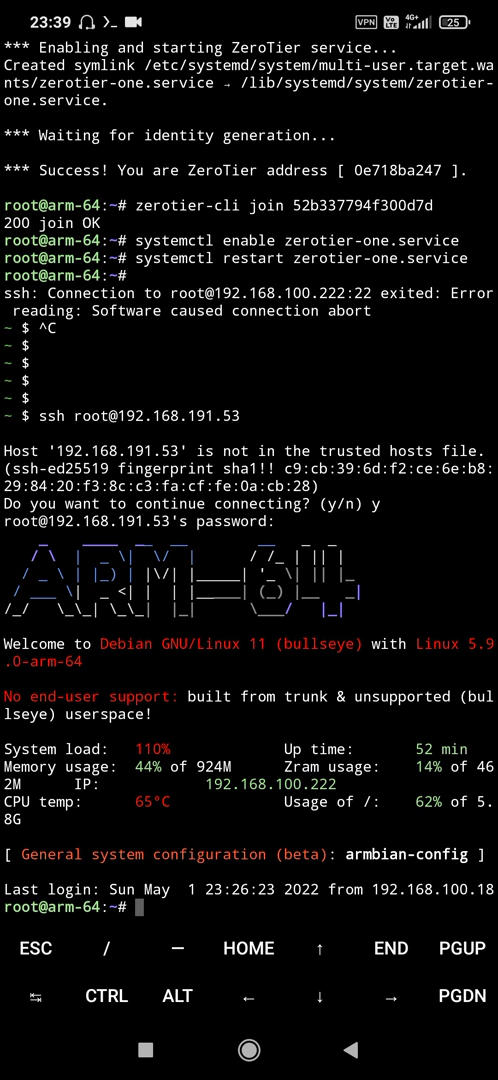 23:39
VPN Vo LTE 4G+ 25
*** Enabling and starting ZeroTier service...
Created symlink /etc/systemd/system/multi-user.target.wa
nts/zerotier-one.service → /lib/systemd/system/zerotier-
one.service.
*** Waiting for identity generation...
*** Success! You are ZeroTier address [ 0e718ba247 ].
root@arm-64:~# zerotier-cli join 52b337794f300d7d
200 join OK
root@arm-64:~# systemctl enable zerotier-one.service
root@arm-64:~# systemctl restart zerotier-one.service
root@arm-64:~#
ssh: Connection to root@192.168.100.222:22 exited: Error
 reading: Software caused connection abort
~ $ ^C
~ $
~ $
~ $
~ $
~ $ ssh root@192.168.191.53
Host '192.168.191.53' is not in the trusted hosts file.
(ssh-ed25519 fingerprint sha1!! c9:cb:39:6d:f2:ce:6e:b8:
29:84:20:f3:8c:c3:fa:cf:fe:0a:cb:28)
Do you want to continue connecting? (y/n) y
root@192.168.191.53's password:
ARM-64
Welcome to Debian GNU/Linux 11 (bullseye) with Linux 5.9
.0-arm-64
No end-user support: built from trunk & unsupported (bul
lseye) userspace!
System load: 110% Up time: 52 min
Memory usage: 44% of 924M Zram usage: 14% of 46
2M IP: 192.168.100.222
CPU temp: 65°C Usage of /: 62% of 5.
8G
[ General system configuration (beta): armbian-config ]
Last login: Sun May  1 23:26:23 2022 from 192.168.100.18
root@arm-64:~#
ESC / — HOME ↑ END PGUP
↹ CTRL ALT ← ↓ → PGDN